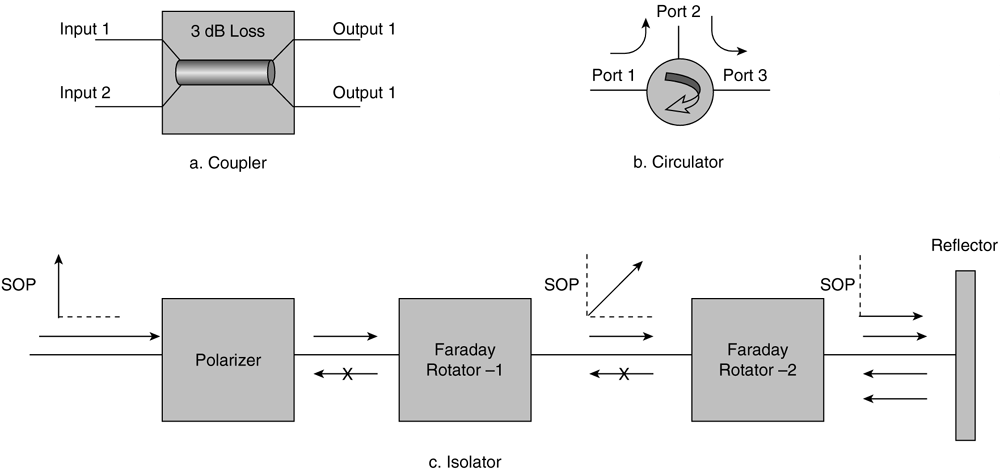 Input 1
3 dB Loss
Output 1
Input 2
Output 1
a. Coupler
Port 2
Port 1
Port 3
b. Circulator
SOP
Polarizer
X
Faraday
Rotator –1
SOP
X
Faraday
Rotator –2
SOP
Reflector
c. Isolator